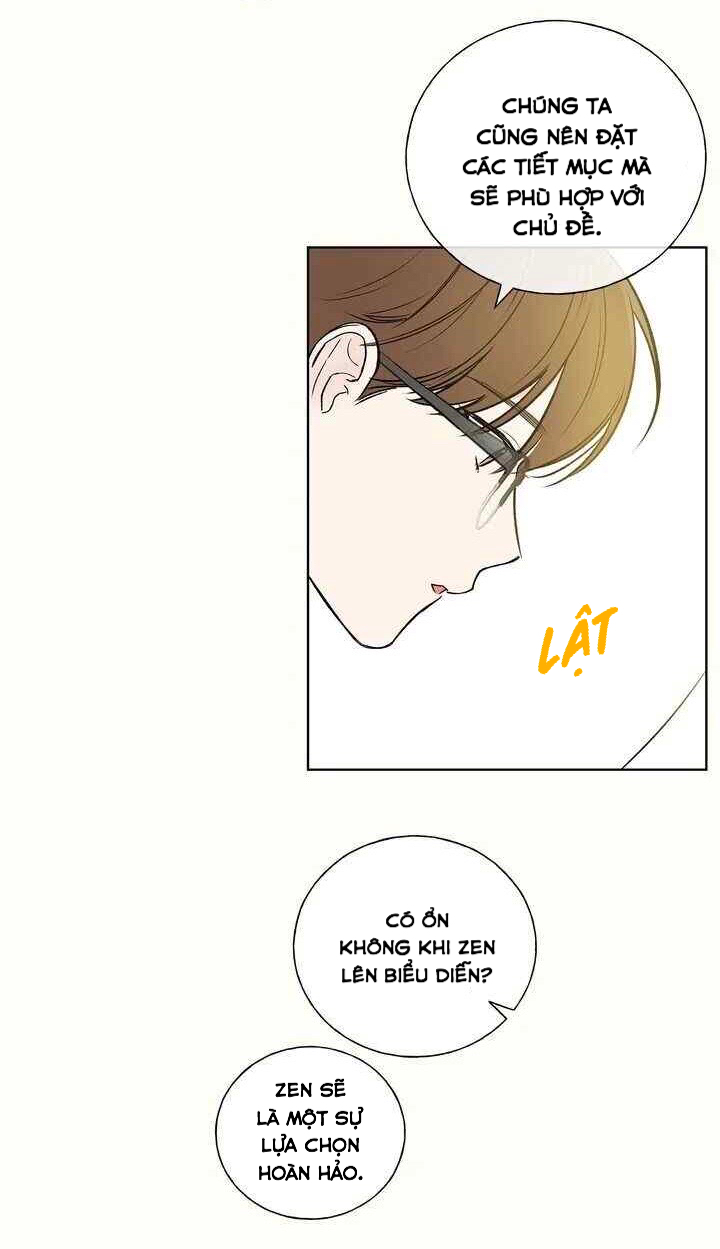 CHÚNG TA
CŨNG NÊN ĐẶT
CÁC TIẾT MỤC MÀ
SẼ PHÙ HỢP VỚI
CHỦ ĐỀ.
LẬT
CÓ ỔN
KHÔNG KHI ZEN
LÊN BIỂU DIỄN?
ZEN SẼ
LÀ MỘT SỰ
LỰA CHỌN
HOÀN HẢO.